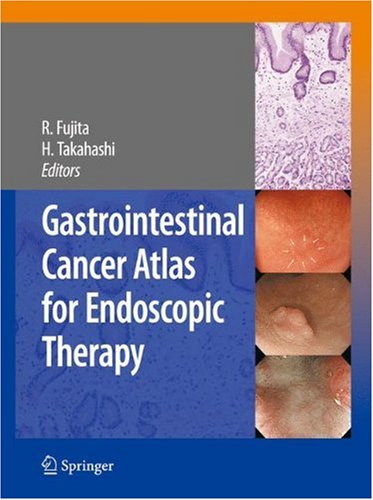 R. Fujita
H. Takahashi
Editors
Gastrointestinal
Cancer Atlas
for Endoscopic
Therapy
Springer